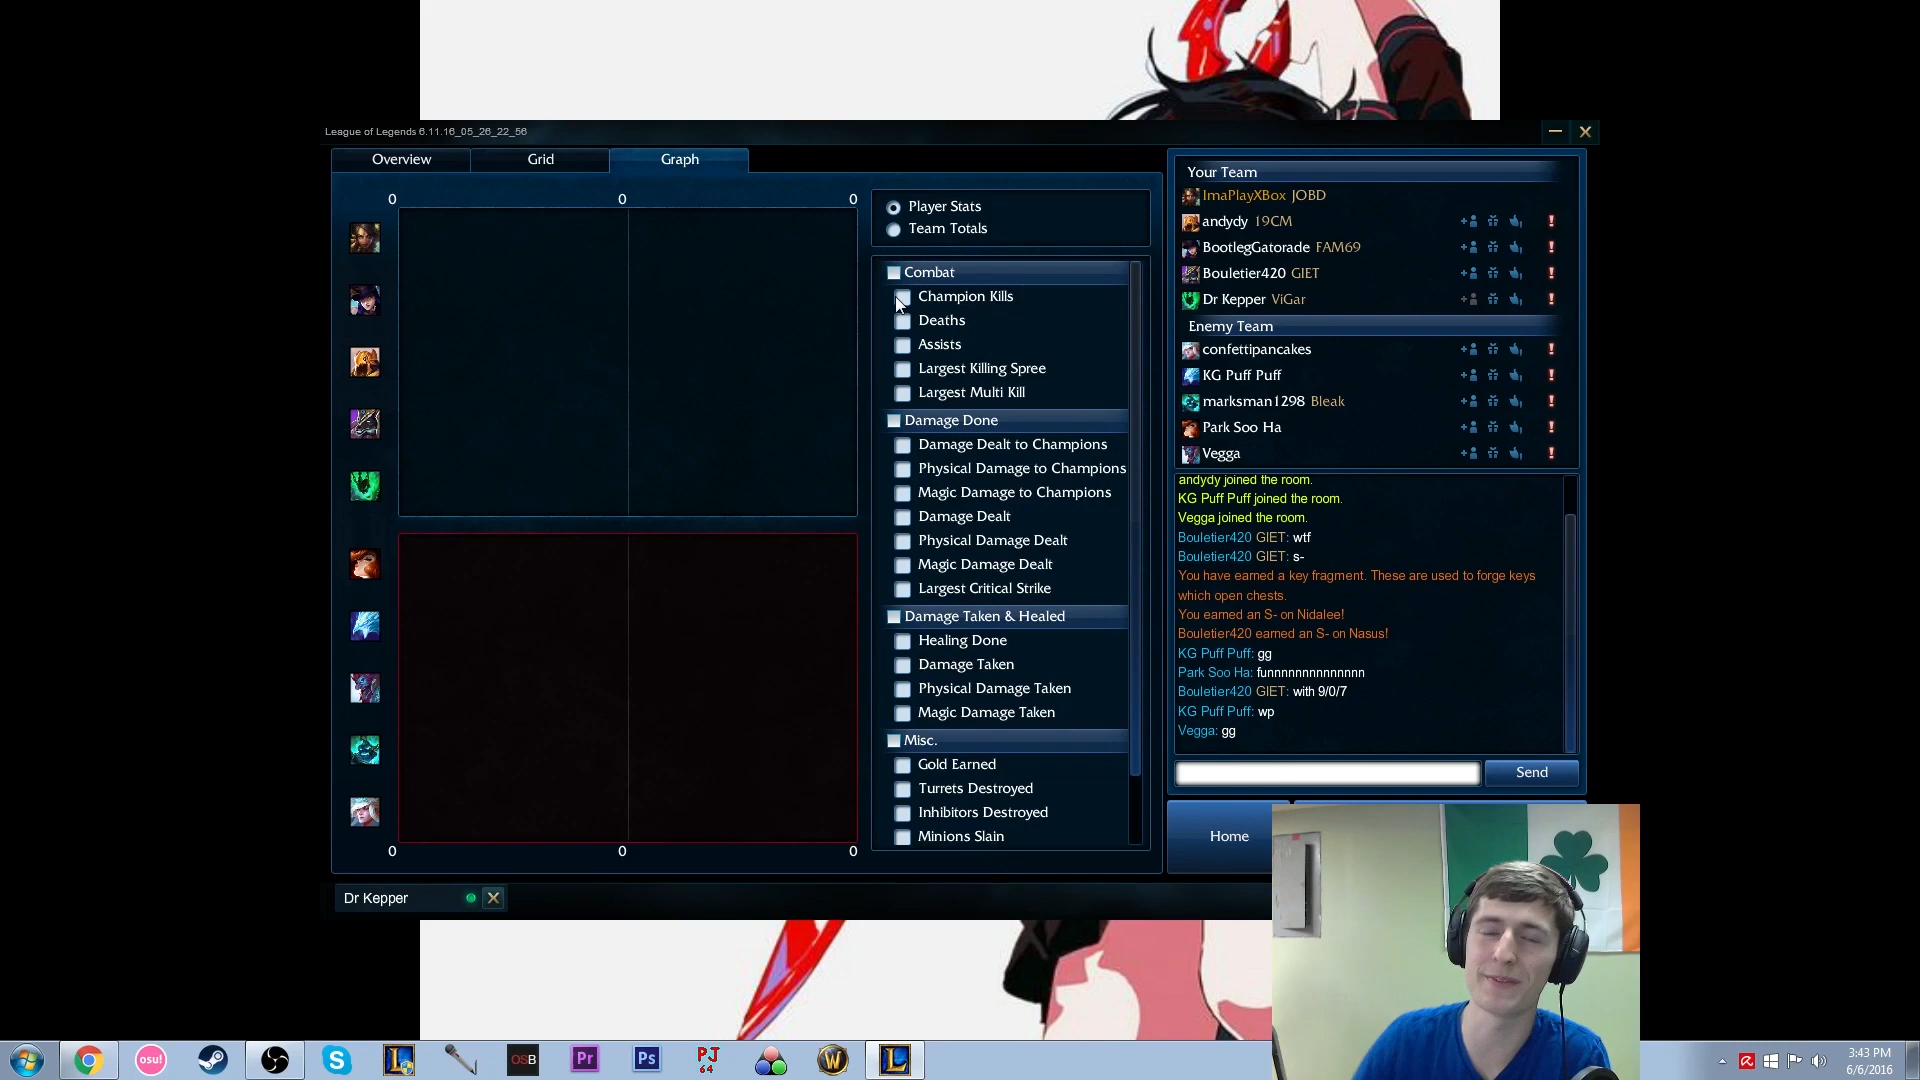 League of Legends 6.11.16_05_26_22_56
Overview
Grid
Graph
0
0
0
0
0
0
Player Stats
Team Totals
Combat
Champion Kills
Deaths
Assists
Largest Killing Spree
Largest Multi Kill
Damage Done
Damage Dealt to Champions
Physical Damage to Champions
Magic Damage to Champions
Damage Dealt
Physical Damage Dealt
Magic Damage Dealt
Largest Critical Strike
Damage Taken & Healed
Healing Done
Damage Taken
Physical Damage Taken
Magic Damage Taken
Misc.
Gold Earned
Turrets Destroyed
Inhibitors Destroyed
Minions Slain
Your Team
ImaPlayXBox JOBD
andydy 19CM
BootlegGatorade FAM69
Bouletier420 GIET
Dr Kepper ViGar
Enemy Team
confettipancakes
KG Puff Puff
marksman1298 Bleak
Park Soo Ha
Vegga
andydy joined the room.
KG Puff Puff joined the room.
Vegga joined the room.
Bouletier420 GIET: wtf
Bouletier420 GIET: s-
You have earned a key fragment. These are used to forge keys
which open chests.
You earned an S- on Nidalee!
Bouletier420 earned an S- on Nasus!
KG Puff Puff: gg
Park Soo Ha: funnnnnnnnnnnnn
Bouletier420 GIET: with 9/0/7
KG Puff Puff: wp
Vegga: gg
Send
Home
Dr Kepper
osu!
OSB
Pr
Ps
PJ
64
3:43 PM
6/6/2016